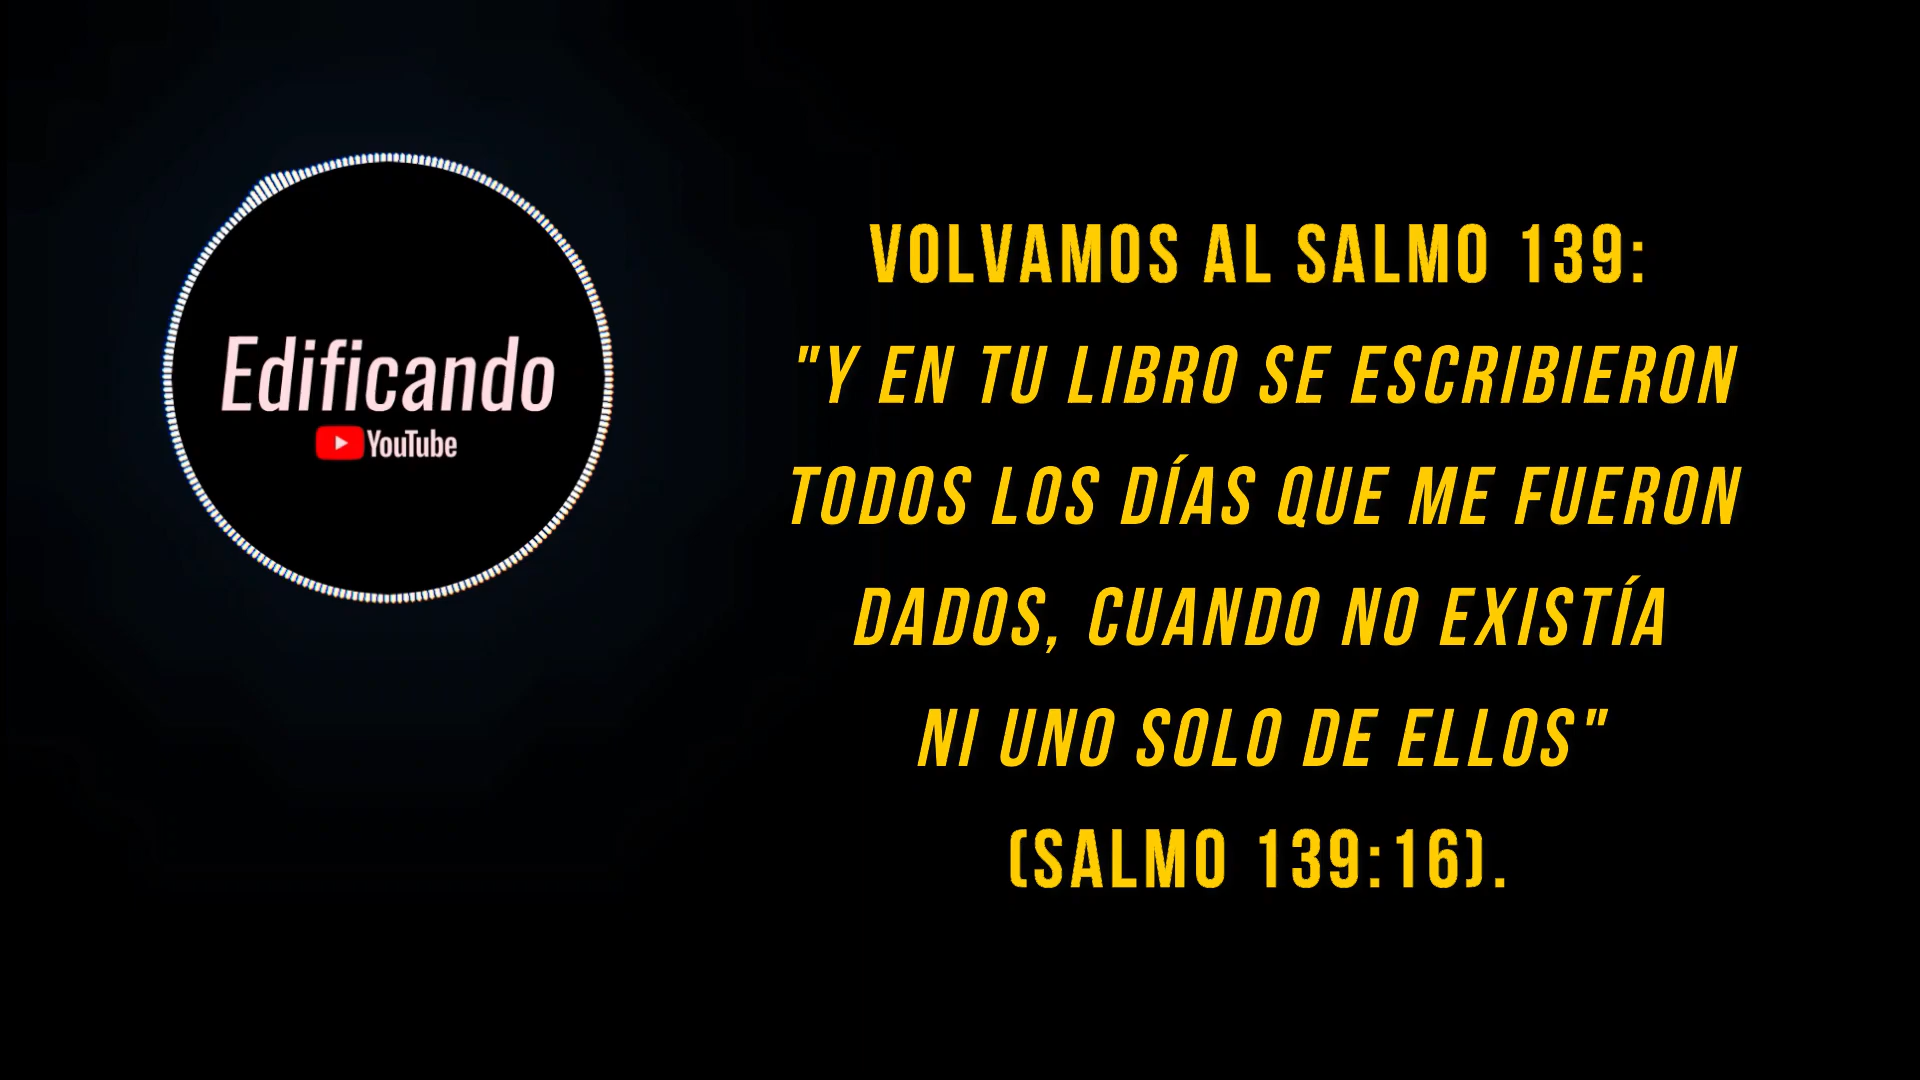 Edificando
YouTube
VOLVAMOS AL SALMO 139:
"Y EN TU LIBRO SE ESCRIBIERON
TODOS LOS DÍAS QUE ME FUERON
DADOS, CUANDO NO EXISTÍA
NI UNO SOLO DE ELLOS"
(SALMO 139:16).